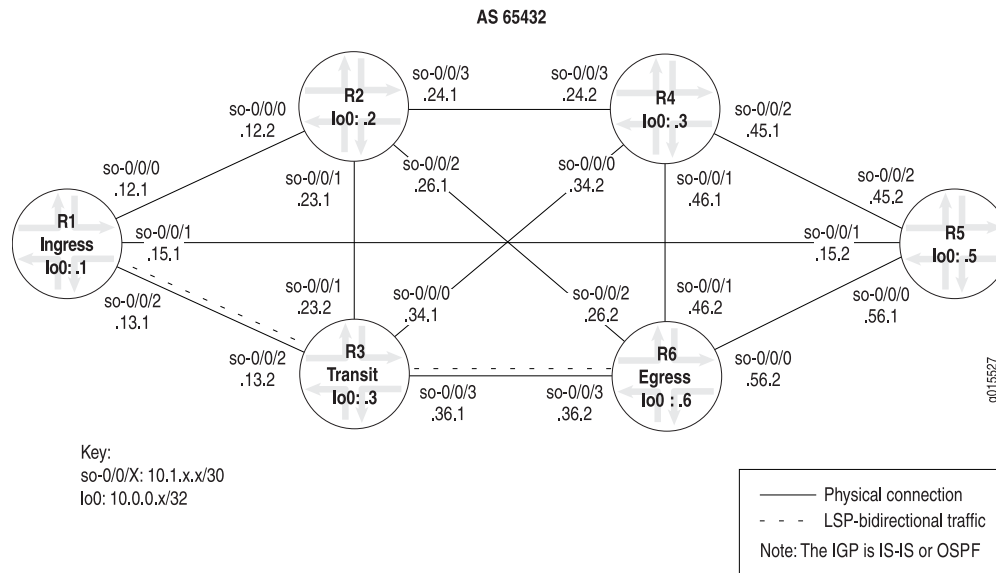 AS 65432
R2
lo0: .2
so-0/0/3
.24.1
so-0/0/3
.24.2
R4
lo0: .3
so-0/0/0
.12.2
so-0/0/2
.45.1
so-0/0/0
.12.1
so-0/0/1
.23.1
so-0/0/2
.26.1
so-0/0/0
.34.2
so-0/0/1
.46.1
so-0/0/2
.45.2
R1
Ingress
lo0: .1
so-0/0/1
.15.1
so-0/0/1
.15.2
R5
lo0: .5
so-0/0/2
.13.1
so-0/0/1
.23.2
so-0/0/0
.34.1
so-0/0/2
.26.2
so-0/0/1
.46.2
so-0/0/0
.56.1
so-0/0/2
.13.2
R3
Transit
lo0: .3
so-0/0/3
.36.1
so-0/0/3
.36.2
R6
Egress
lo0 : .6
so-0/0/0
.56.2
g015527
Key:
so-0/0/X: 10.1.x.x/30
lo0: 10.0.0.x/32
Physical connection
LSP-bidirectional traffic
Note: The IGP is IS-IS or OSPF